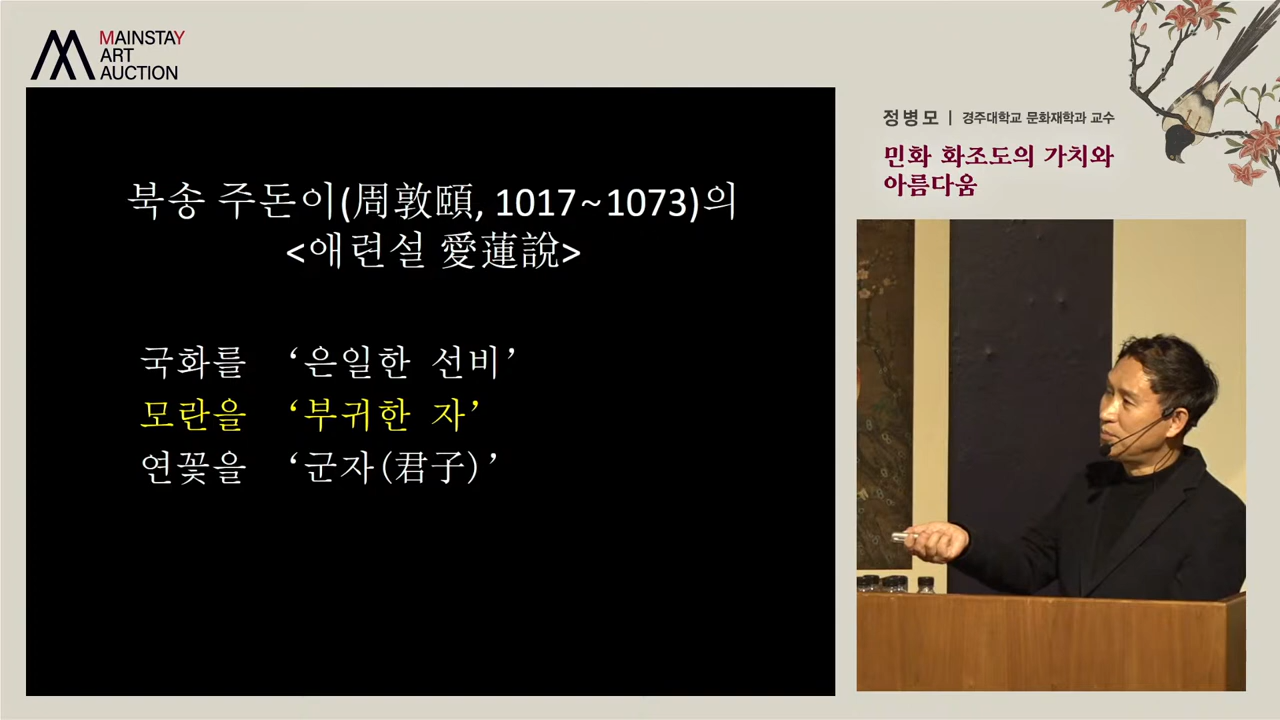 MAINSTAY
ART
AUCTION
정병모 | 경주대학교 문화재학과 교수
민화 화조도의 가치와
아름다움
북송 주돈이(周敦頤, 1017~1073)의
<애련설 愛蓮說>
국화를 ‘은일한 선비’
모란을 ‘부귀한 자’
연꽃을 ‘군자(君子)’